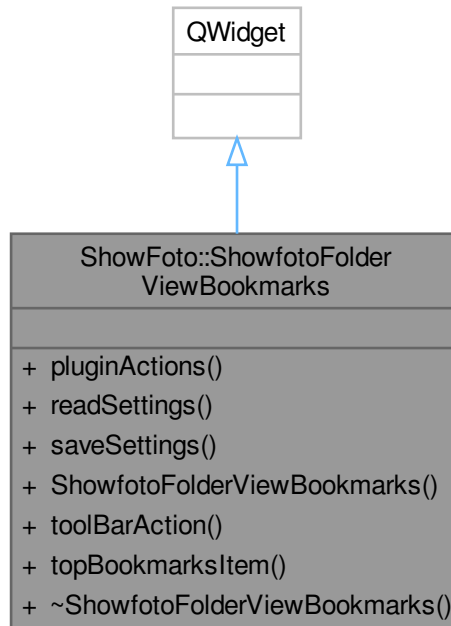 QWidget
ShowFoto::ShowfotoFolder
ViewBookmarks
+ pluginActions()
+ readSettings()
+ saveSettings()
+ ShowfotoFolderViewBookmarks()
+ toolBarAction()
+ topBookmarksItem()
+ ~ShowfotoFolderViewBookmarks()